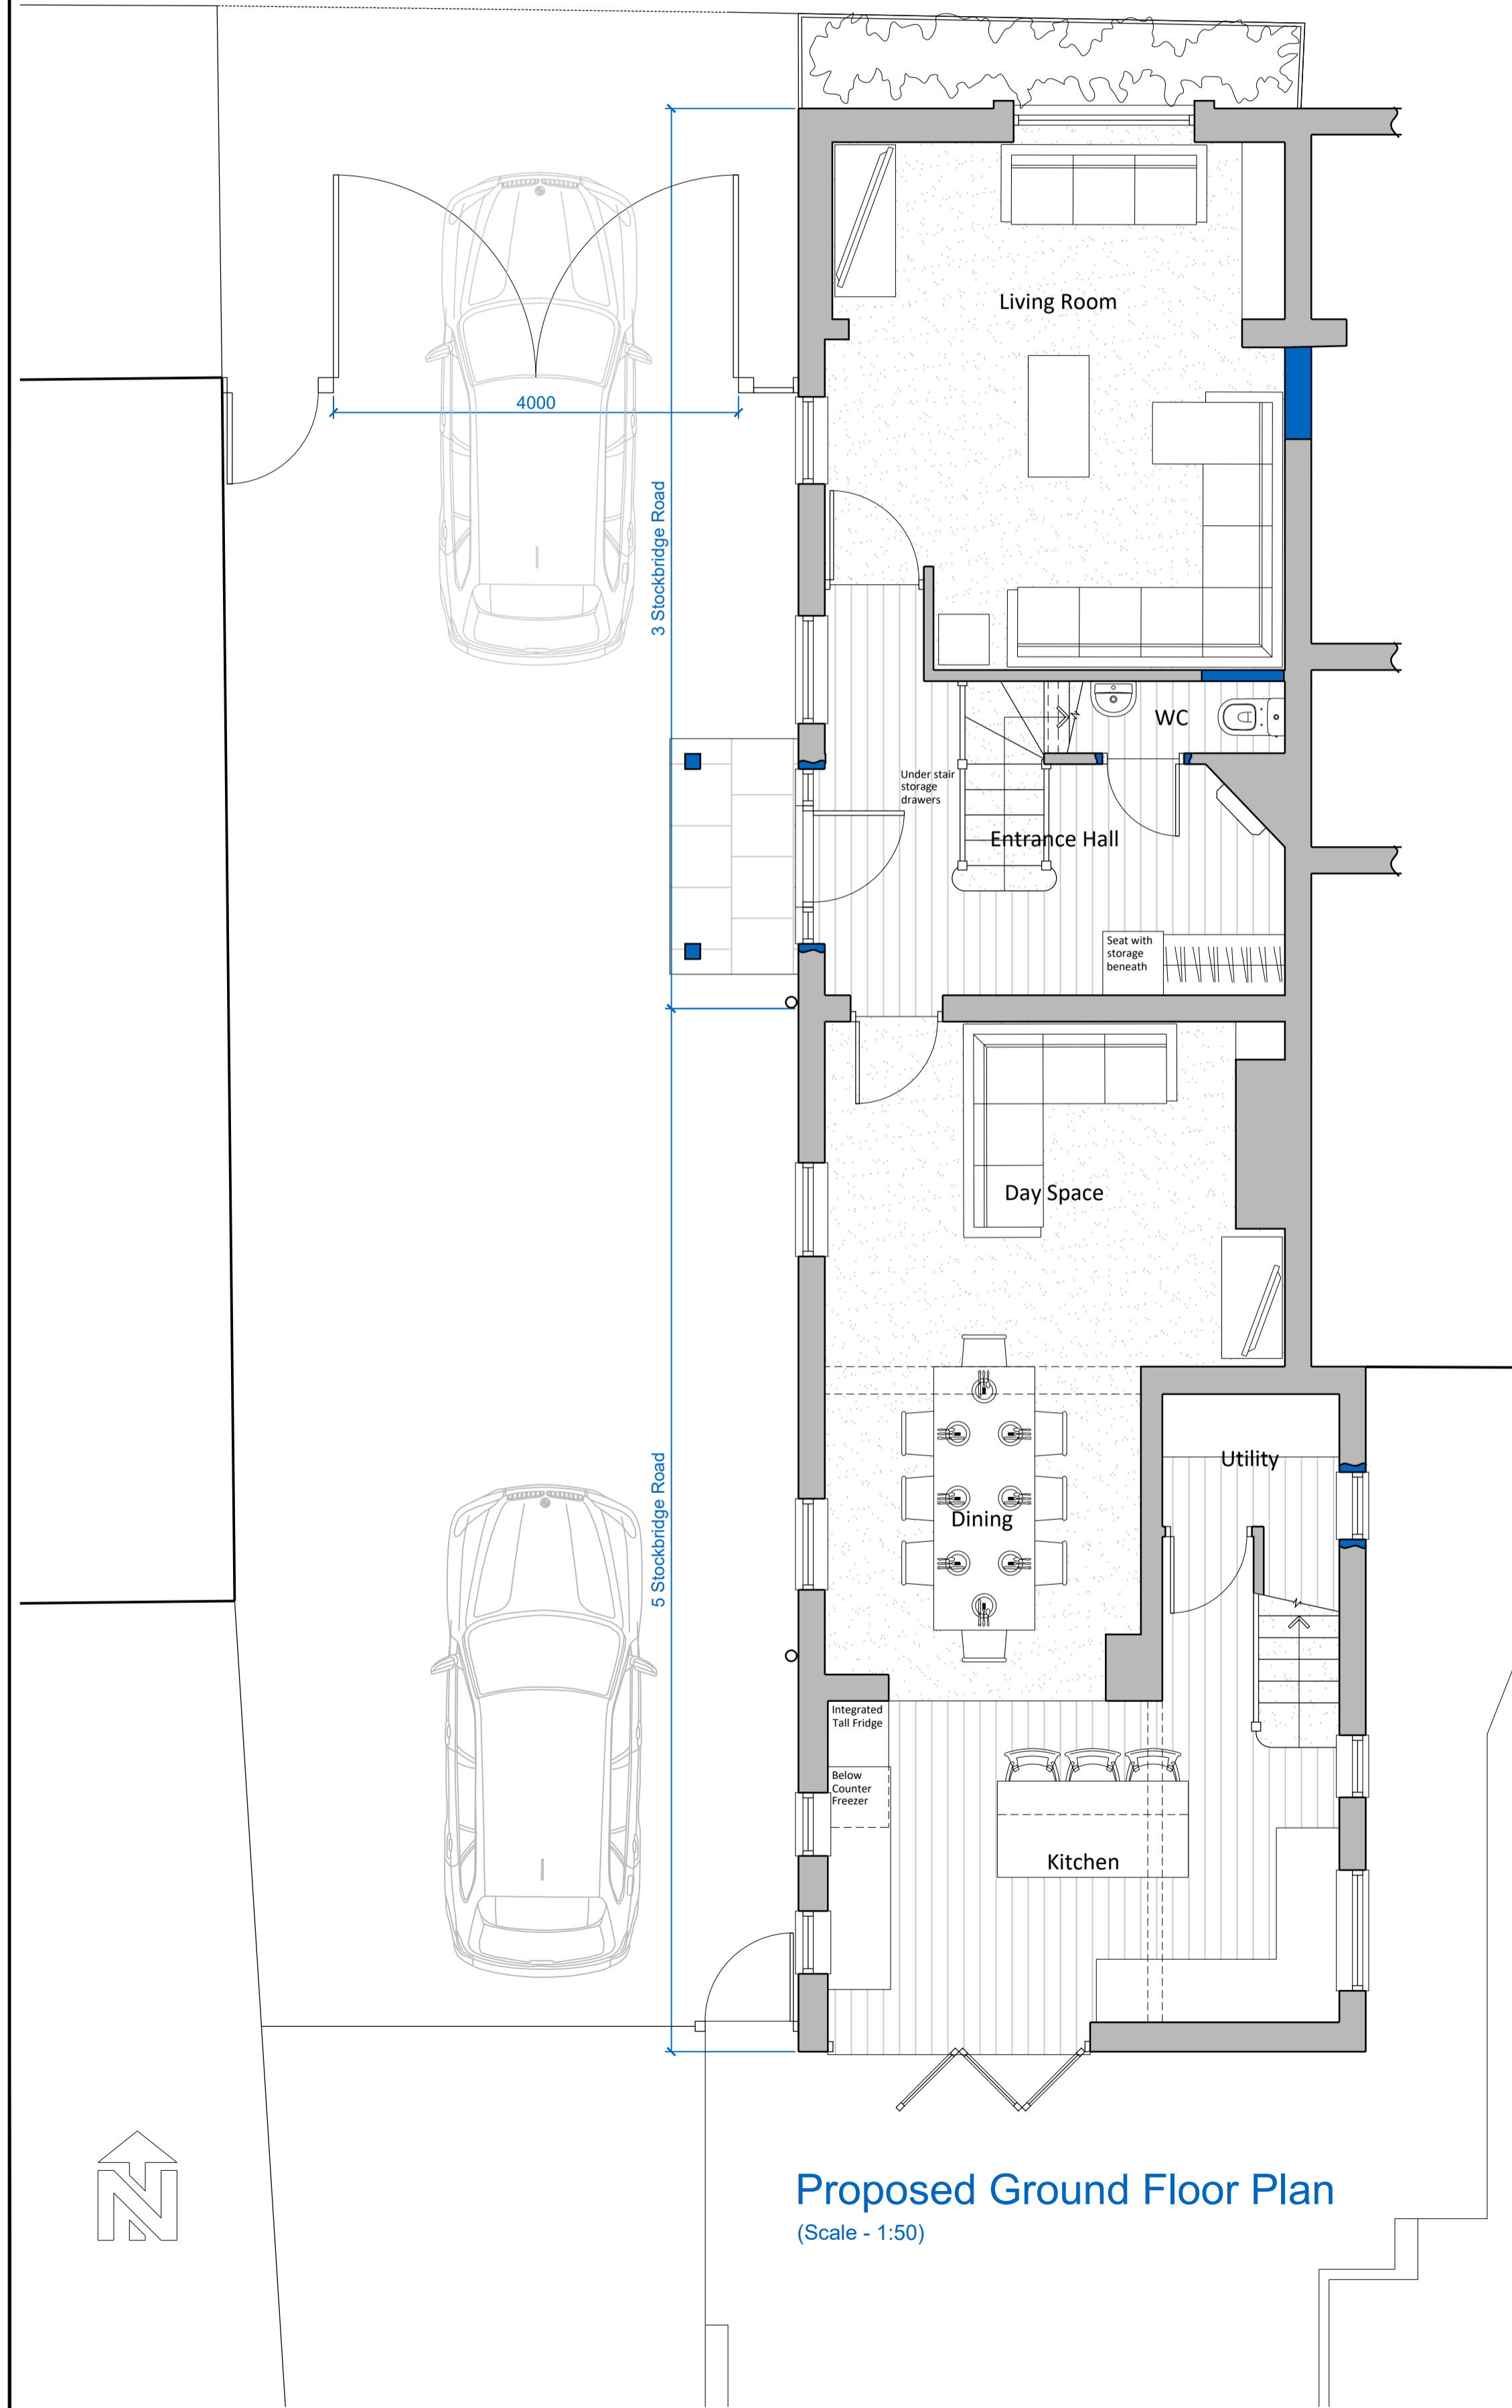 Living Room
4000
3 Stockbridge Road
WC
Under stair
storage
drawers
Entrance Hall
Seat with
storage
beneath
Day Space
Utility
5 Stockbridge Road
Dining
Integrated
Tall Fridge
Below
Counter
Freezer
Kitchen
N
Proposed Ground Floor Plan
(Scale - 1:50)